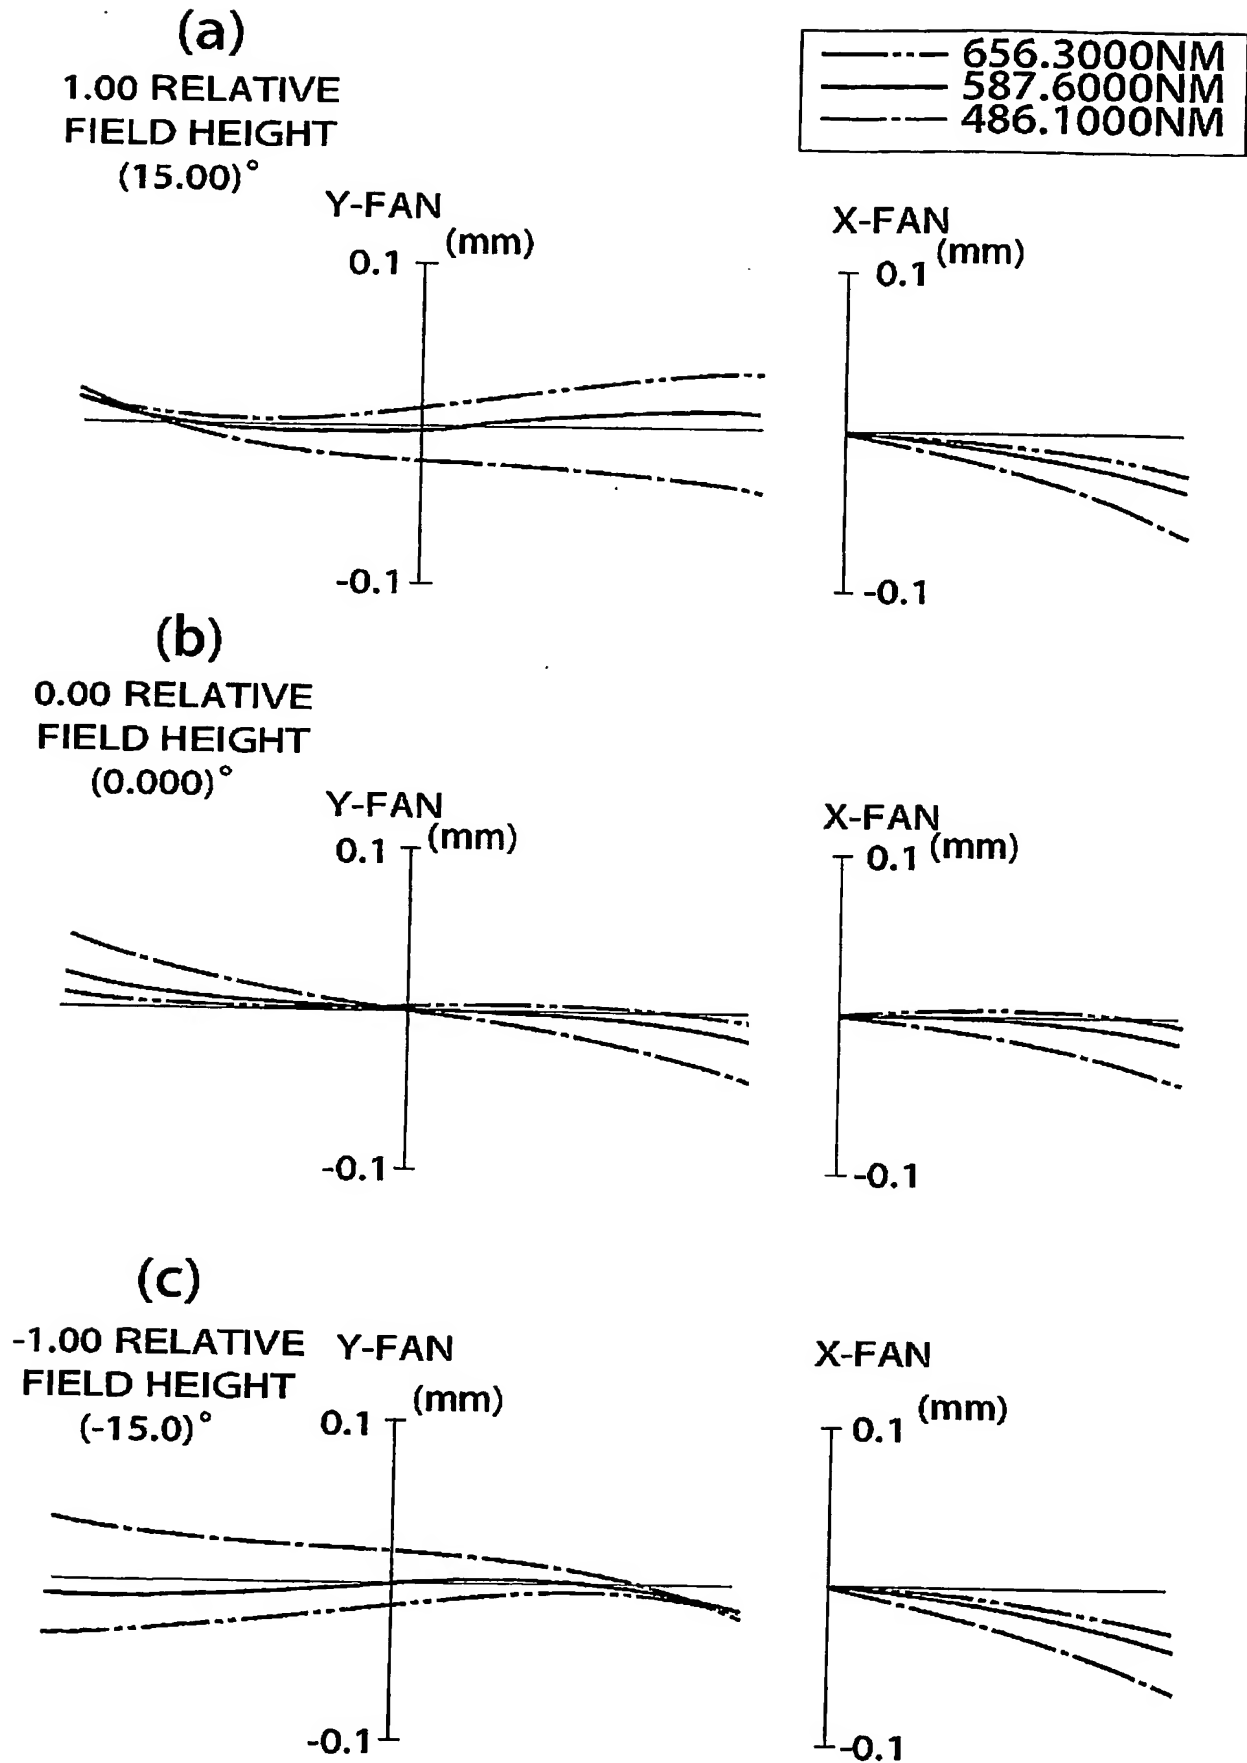 (a)
1.00 RELATIVE
FIELD HEIGHT
(15.00)°
656.3000NM
587.6000NM
486.1000NM
Y-FAN
(mm)
0.1
-0.1
X-FAN
(mm)
0.1
-0.1
(b)
0.00 RELATIVE
FIELD HEIGHT
(0.000)°
Y-FAN
(mm)
0.1
-0.1
X-FAN
(mm)
0.1
-0.1
(c)
-1.00 RELATIVE
FIELD HEIGHT
(-15.0)°
Y-FAN
(mm)
0.1
-0.1
X-FAN
(mm)
0.1
-0.1